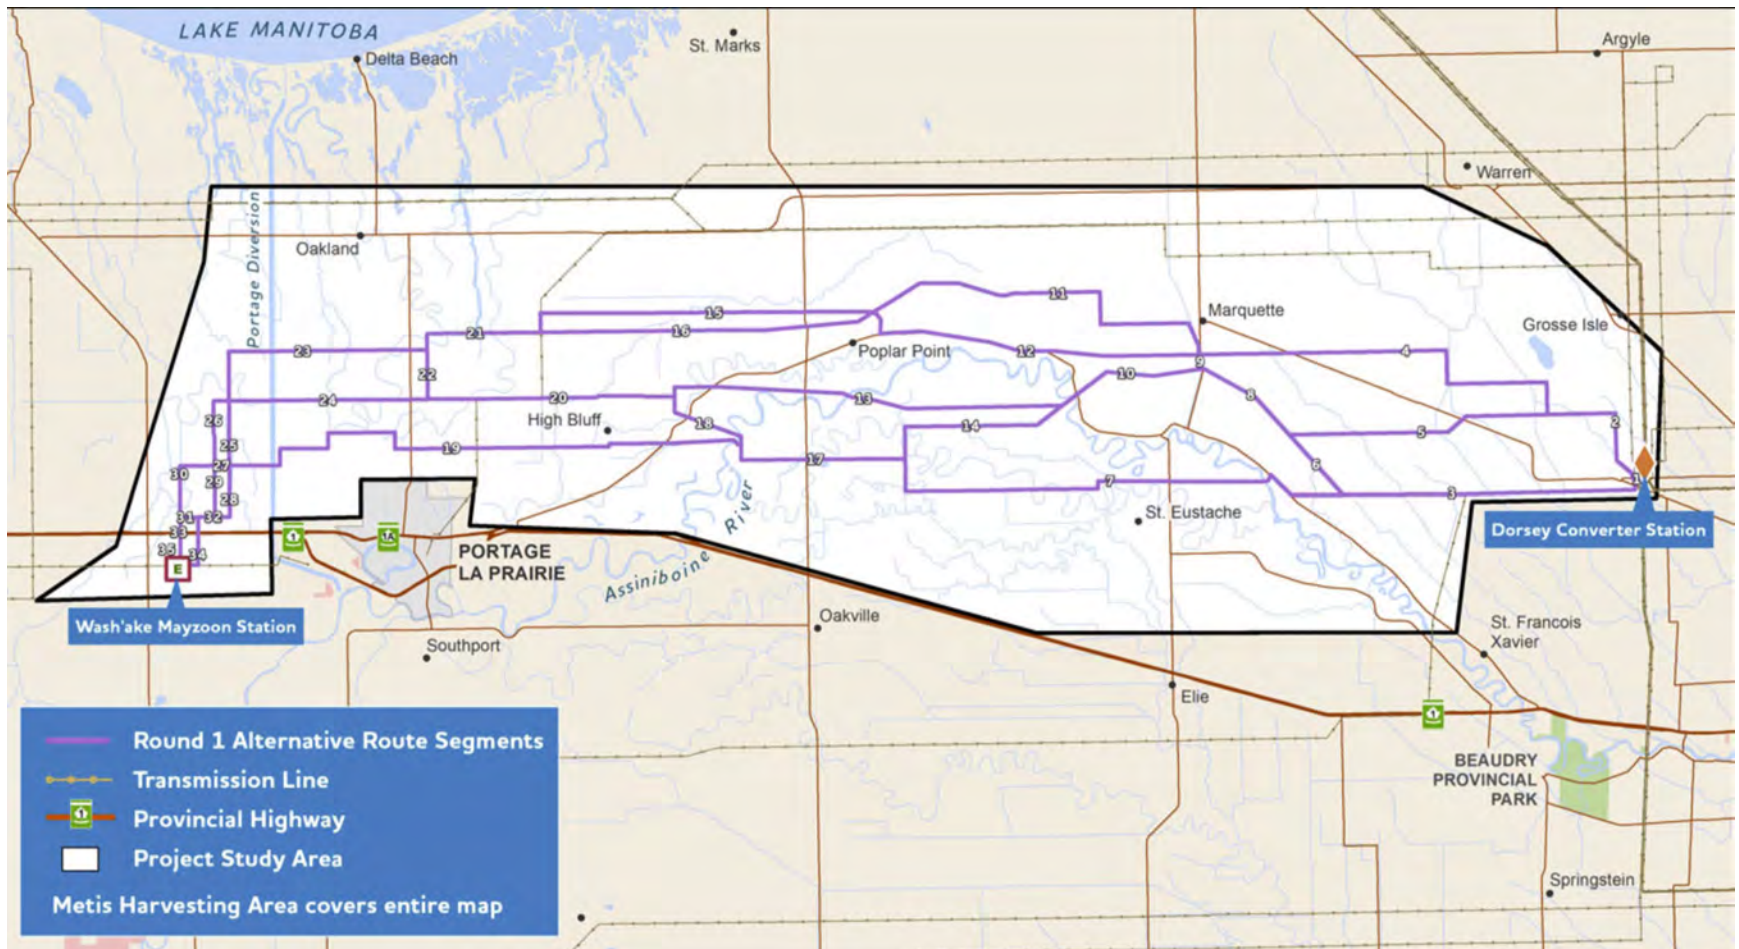 LAKE MANITOBA
Delta Beach
St. Marks
Argyle
Warren
Portage Diversion
Oakland
Marquette
Grosse Isle
Poplar Point
High Bluff
11
15
16
21
12
4
23
9
22
10
8
24
20
13
26
18
14
5
2
25
19
17
27
6
30
29
7
1
28
3
31
32
33
35
34
E
1
1A
St. Eustache
Dorsey Converter Station
PORTAGE
LA PRAIRIE
Assiniboine River
Wash'ake Mayzoon Station
Oakville
Southport
St. Francois
Xavier
Elie
1
BEAUDRY
PROVINCIAL
PARK
Springstein
Round 1 Alternative Route Segments
Transmission Line
1
Provincial Highway
Project Study Area
Metis Harvesting Area covers entire map